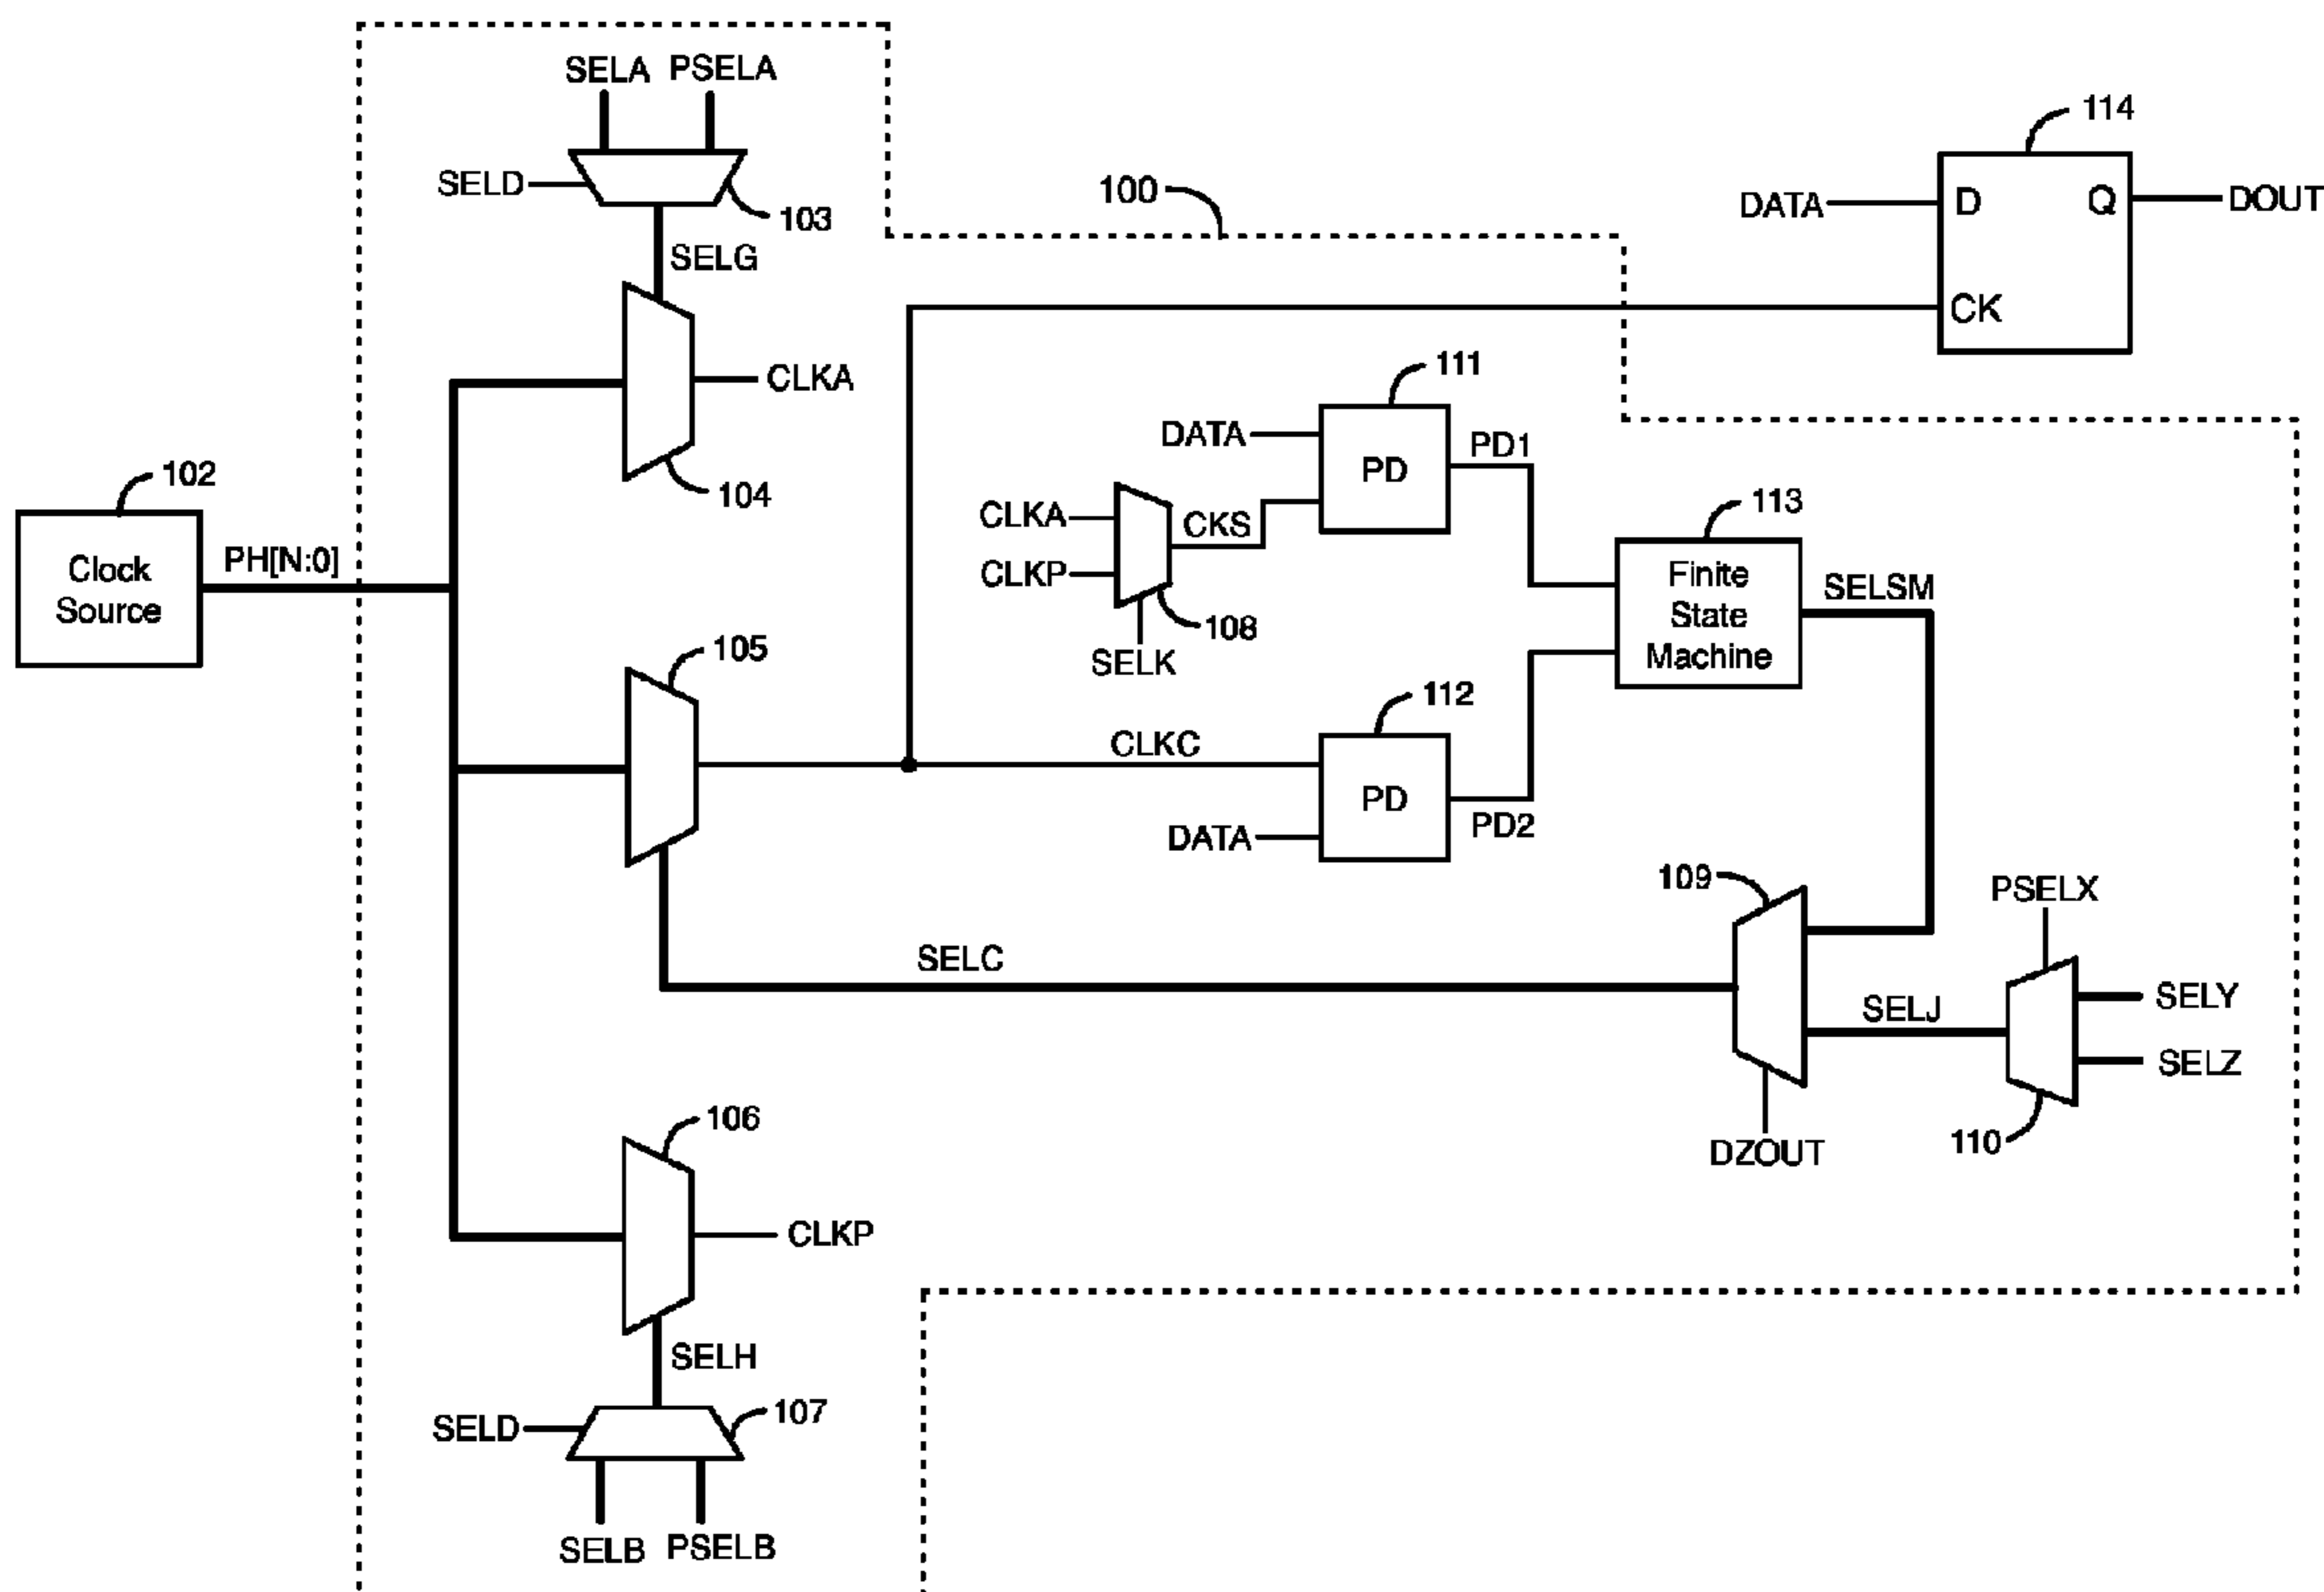 SELA PSELA
SELD
103
SELG
CLKA
104
100
114
DATA
D
Q
DOUT
CK
102
Clock
Source
PH[N:0]
111
DATA
PD
PD1
CLKA
CKS
CLKP
108
SELK
113
Finite
State
Machine
SELSM
105
112
CLKC
PD
DATA
PD2
109
PSELX
SELC
SELJ
SELY
SELZ
110
DZOUT
106
CLKP
SELH
SELD
107
SELB PSELB